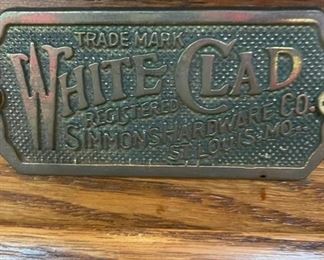 TRADE MARK
WHITE CLAD
REGISTERED
SIMMONS HARDWARE CO.
ST. LOUIS. MO.